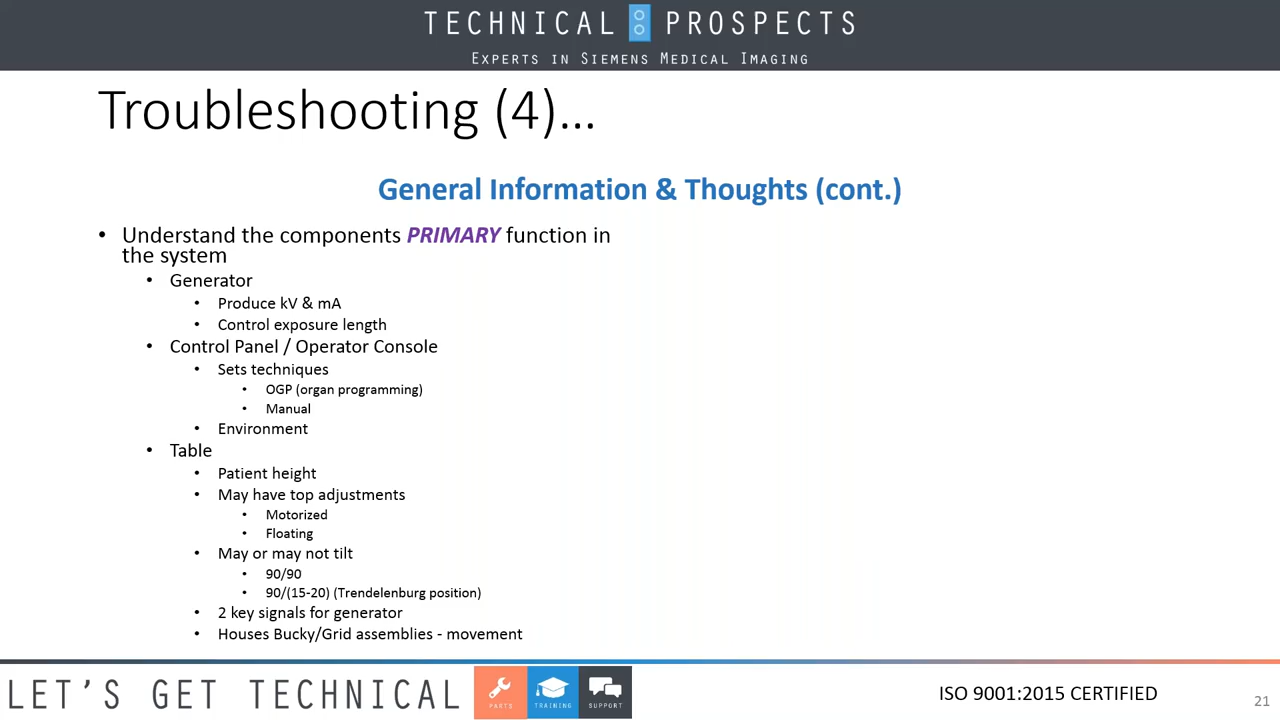 TECHNICAL PROSPECTS
EXPERTS IN SIEMENS MEDICAL IMAGING
Troubleshooting (4)...
General Information & Thoughts (cont.)
• Understand the components PRIMARY function in
the system
• Generator
• Produce kV & mA
• Control exposure length
• Control Panel / Operator Console
• Sets techniques
• OGP (organ programming)
• Manual
• Environment
• Table
• Patient height
• May have top adjustments
• Motorized
• Floating
• May or may not tilt
• 90/90
• 90/(15-20) (Trendelenburg position)
• 2 key signals for generator
• Houses Bucky/Grid assemblies - movement
LET'S GET TECHNICAL
PARTS
TRAINING
SUPPORT
ISO 9001:2015 CERTIFIED
21